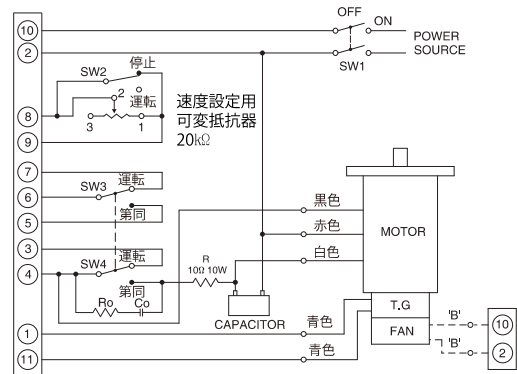 OFF
ON
10
POWER
SOURCE
2
SW1
SW2
停止
2
運転
8
3
1
速度設定用
可変抵抗器
20kΩ
9
7
運転
SW3
6
第同
5
黒色
赤色
MOTOR
3
運転
白色
SW4
4
R
10Ω 10W
第同
Ro
Co
CAPACITOR
T.G
青色
1
FAN
'B'
10
青色
'B'
2
11